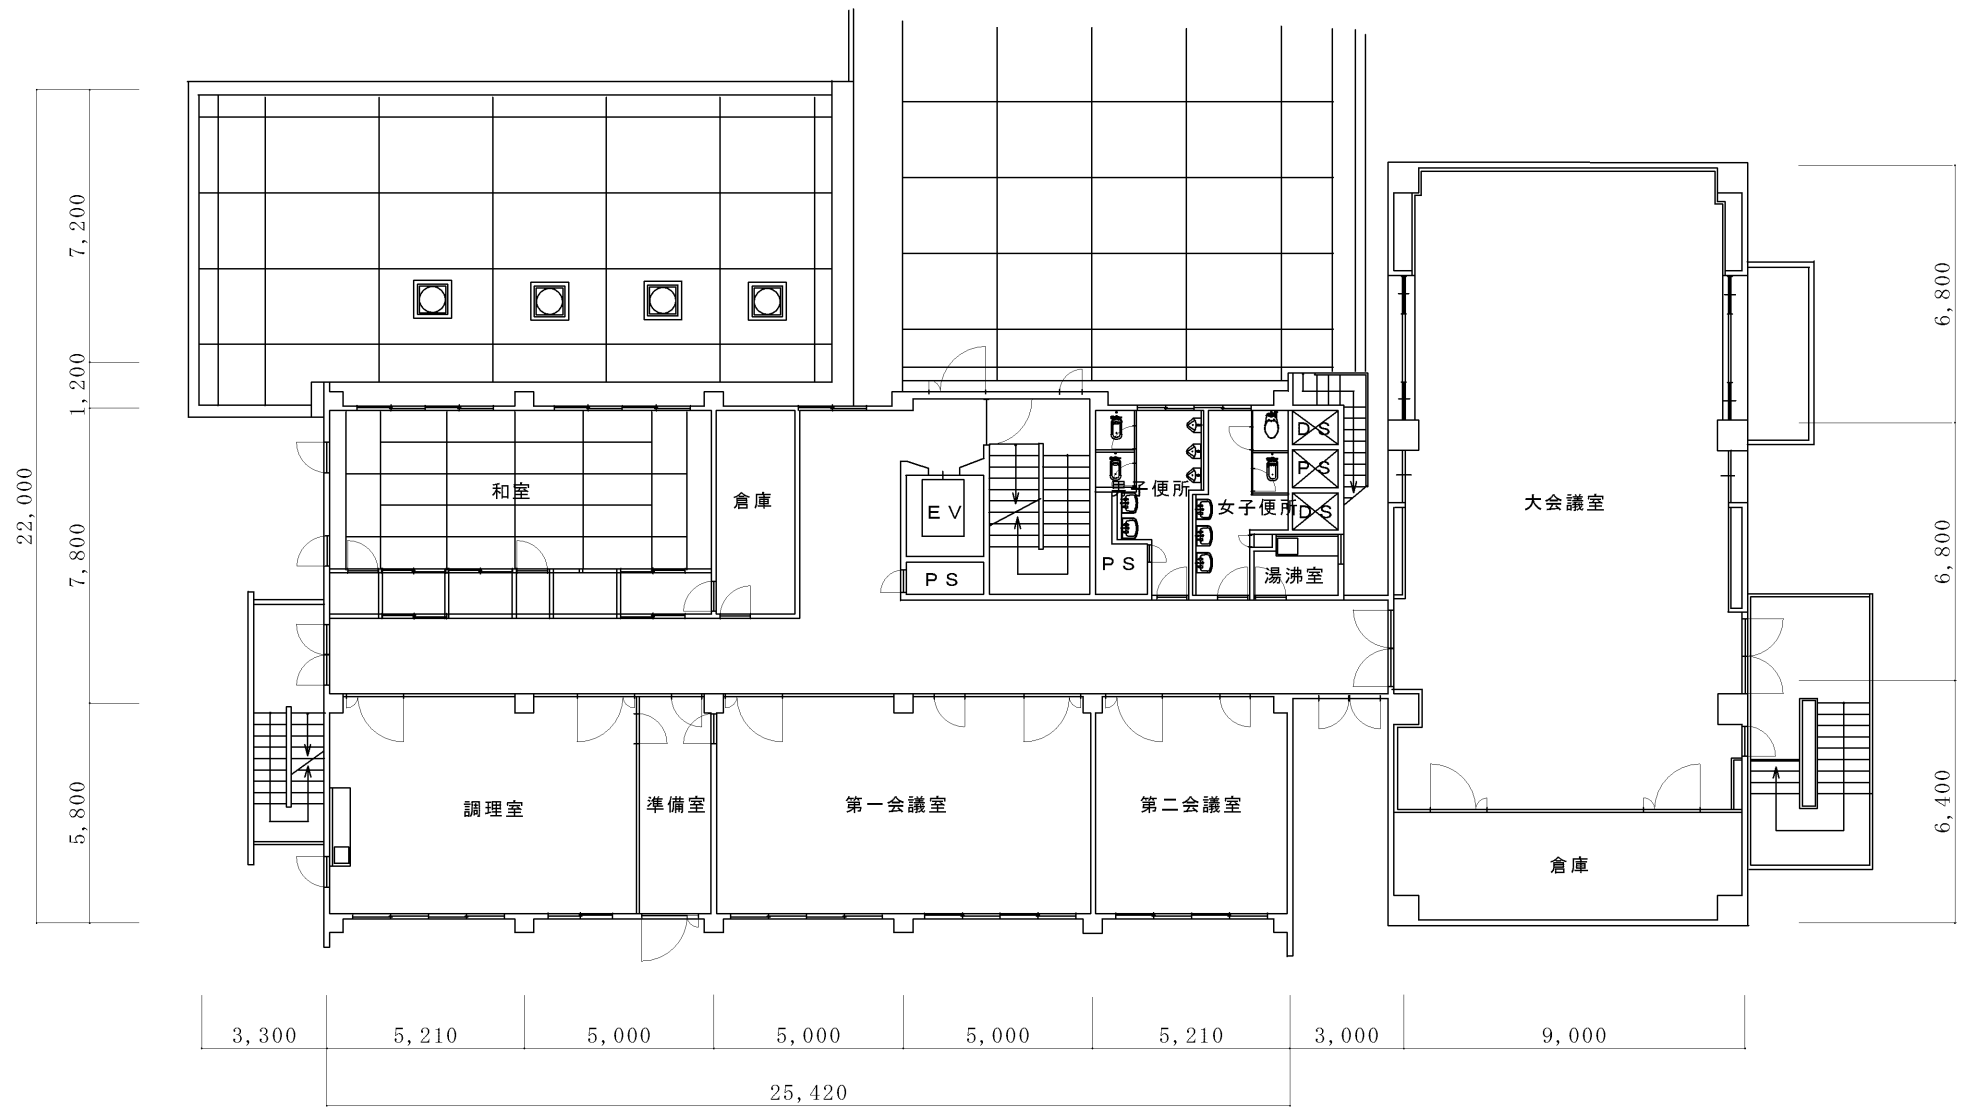 7,200
1,200
7,800
5,800
22,000
和室
倉庫
EV
PS
PS
男子便所
女子便所
DS
PS
DS
湯沸室
大会議室
調理室
準備室
第一会議室
第二会議室
倉庫
6,800
6,800
6,400
3,300
5,210
5,000
5,000
5,000
5,210
3,000
9,000
25,420